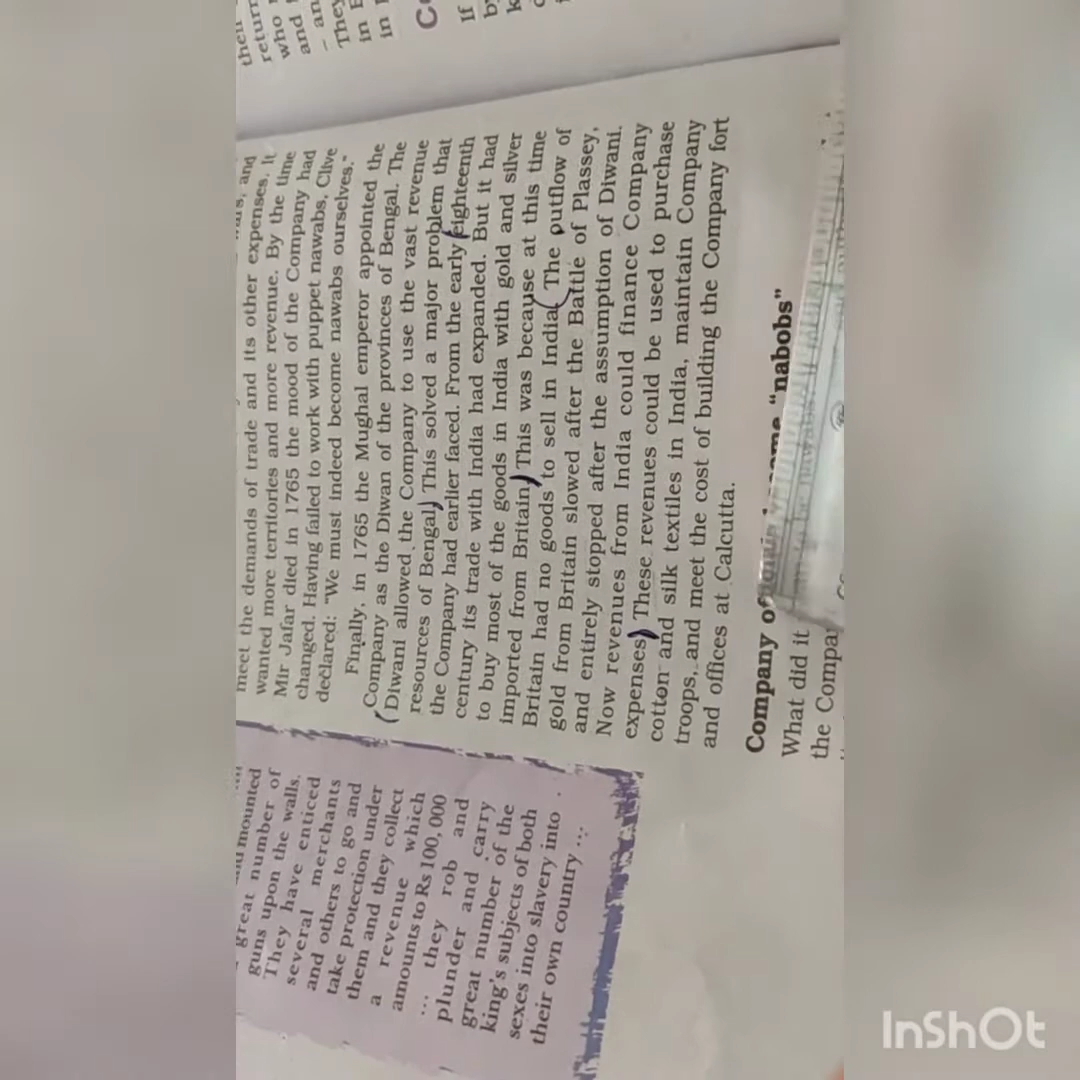 great number of
guns upon the walls.
They have enticed
several merchants
and others to go and
take protection under
them and they collect
a revenue which
amounts to Rs 100,000
... they rob and
plunder and carry
great number of the
king's subjects of both
sexes into slavery into
their own country ...
meet the demands of trade and its other expenses. It
wanted more territories and more revenue. By the time
Mir Jafar died in 1765 the mood of the Company had
changed. Having failed to work with puppet nawabs, Clive
declared: "We must indeed become nawabs ourselves."
Finally, in 1765 the Mughal emperor appointed the
Company as the Diwan of the provinces of Bengal. The
Diwani allowed the Company to use the vast revenue
resources of Bengal. This solved a major problem that
the Company had earlier faced. From the early eighteenth
century its trade with India had expanded. But it had
to buy most of the goods in India with gold and silver
imported from Britain. This was because at this time
Britain had no goods to sell in India. The outflow of
gold from Britain slowed after the Battle of Plassey,
and entirely stopped after the assumption of Diwani.
Now revenues from India could finance Company
expenses. These revenues could be used to purchase
cotton and silk textiles in India, maintain Company
troops, and meet the cost of building the Company fort
and offices at Calcutta.
Company "nabobs"
What did it
the
return
who
and
They
in
in
If
InShOt